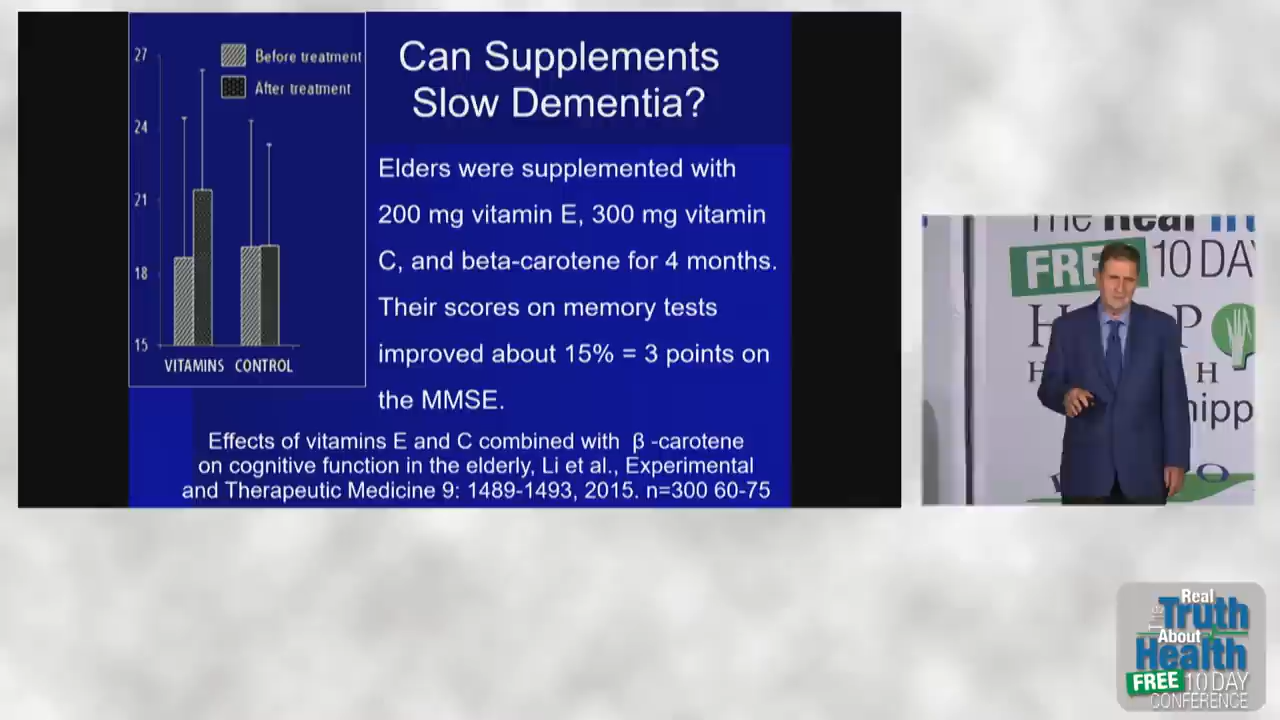 27
24
21
18
15
Before treatment
After treatment
VITAMINS
CONTROL
Can Supplements
Slow Dementia?
Elders were supplemented with
200 mg vitamin E, 300 mg vitamin
C, and beta-carotene for 4 months.
Their scores on memory tests
improved about 15% = 3 points on
the MMSE.
Effects of vitamins E and C combined with β -carotene
on cognitive function in the elderly, Li et al., Experimental
and Therapeutic Medicine 9: 1489-1493, 2015. n=300 60-75
The Real
FREE 10 DAY
H P
H H
The Real
Truth
About
Health
FREE 10 DAY
CONFERENCE